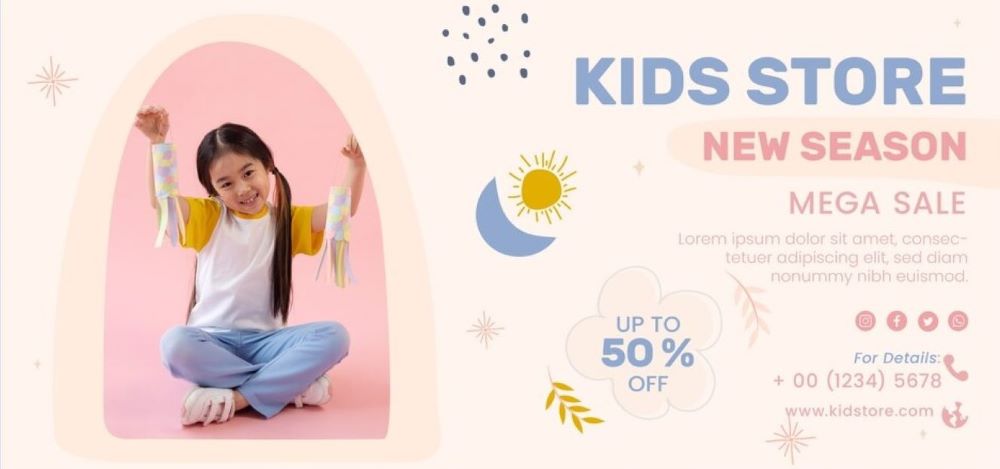 KIDS STORE
NEW SEASON
MEGA SALE
Lorem ipsum dolor sit amet, consec-
tetuer adipiscing elit, sed diam
nonummy nibh euismod.
UP TO
50 %
OFF
For Details:
+ 00 (1234) 5678
www.kidstore.com